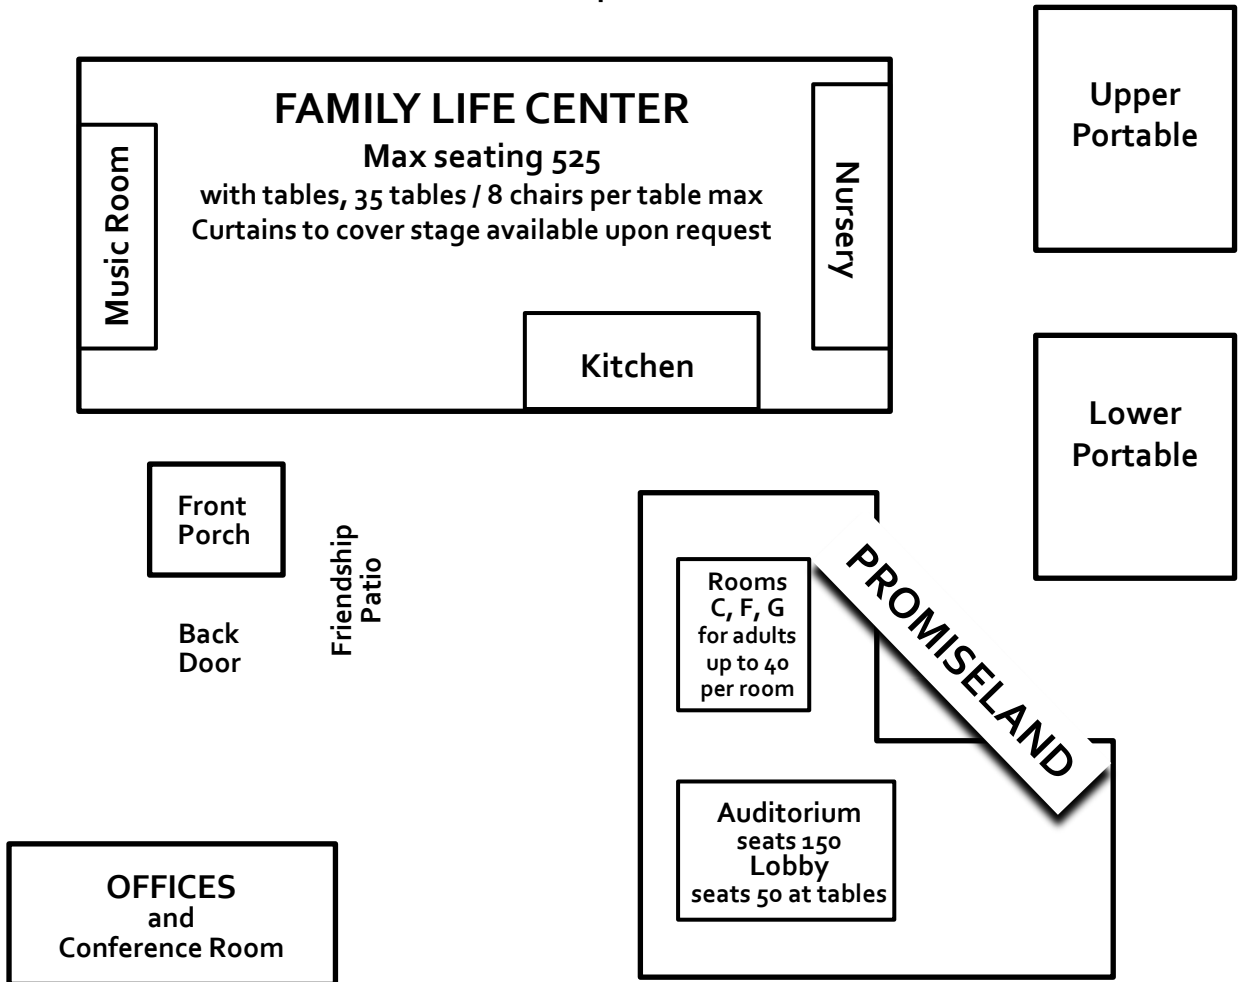 FAMILY LIFE CENTER
Max seating 525
with tables, 35 tables / 8 chairs per table max
Curtains to cover stage available upon request
Music Room
Nursery
Kitchen
Upper
Portable
Lower
Portable
Front
Porch
Back
Door
Friendship
Patio
PROMISELAND
Rooms
C, F, G
for adults
up to 40
per room
Auditorium
seats 150
Lobby
seats 50 at tables
OFFICES
and
Conference Room